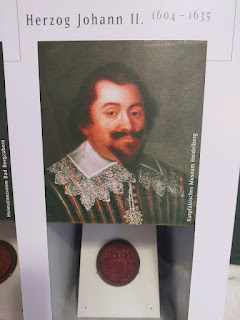 Herzog Johann II. 1604 - 1635
Heimatmuseum Bad Bergzabern
Kurpfälzisches Museum Heidelberg